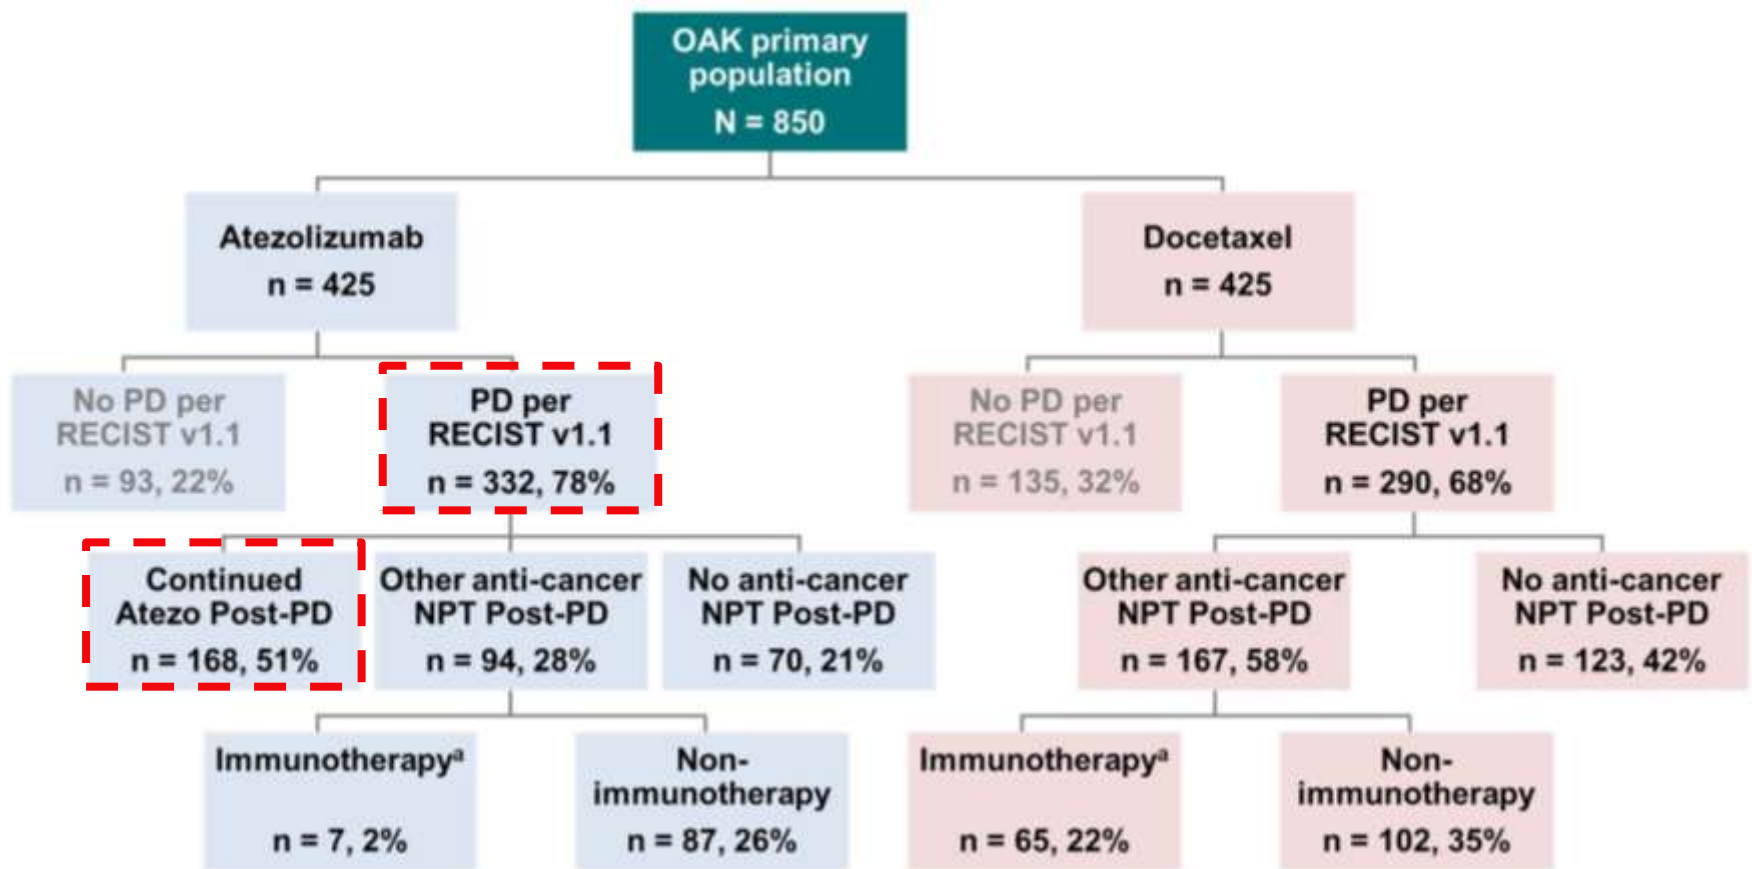 OAK primary
population
N = 850
Atezolizumab
n = 425
Docetaxel
n = 425
No PD per
RECIST v1.1
n = 93, 22%
PD per
RECIST v1.1
n = 332, 78%
No PD per
RECIST v1.1
n = 135, 32%
PD per
RECIST v1.1
n = 290, 68%
Continued
Atezo Post-PD
n = 168, 51%
Other anti-cancer
NPT Post-PD
n = 94, 28%
No anti-cancer
NPT Post-PD
n = 70, 21%
Other anti-cancer
NPT Post-PD
n = 167, 58%
No anti-cancer
NPT Post-PD
n = 123, 42%
Immunotherapyᵃ
n = 7, 2%
Non-
immunotherapy
n = 87, 26%
Immunotherapyᵃ
n = 65, 22%
Non-
immunotherapy
n = 102, 35%